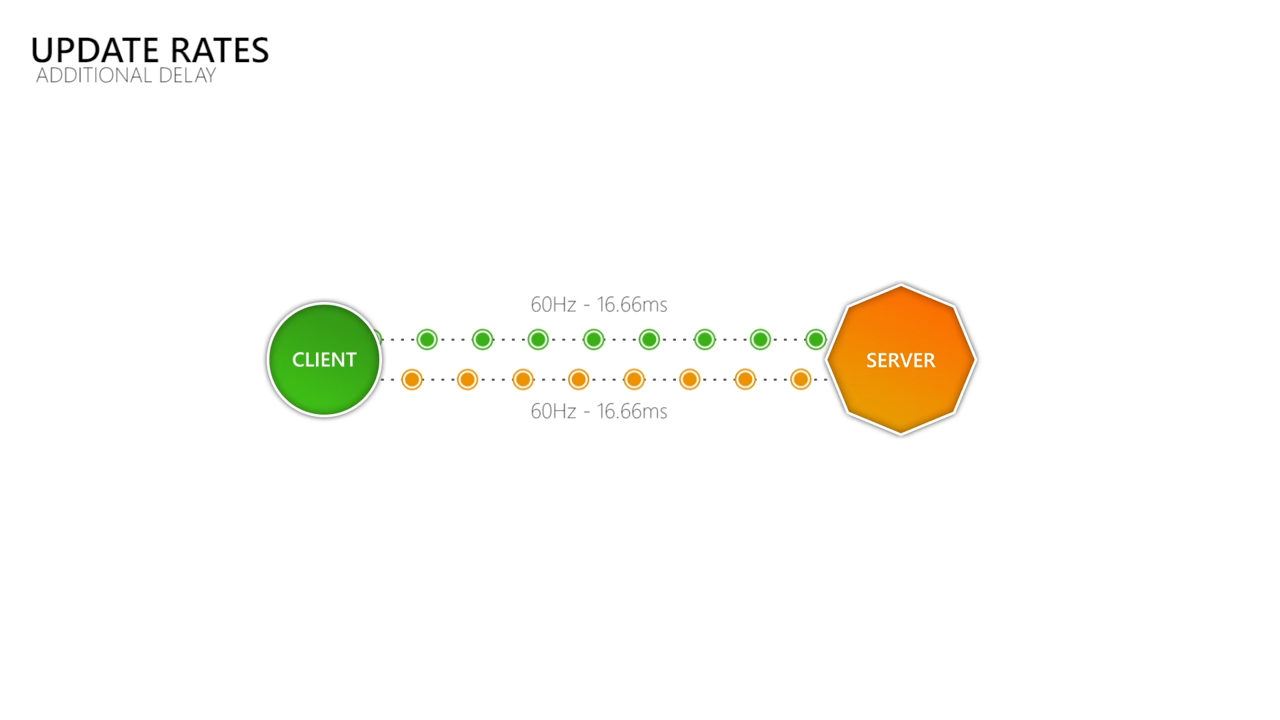 UPDATE RATES
ADDITIONAL DELAY
60Hz - 16.66ms
CLIENT
SERVER
60Hz - 16.66ms